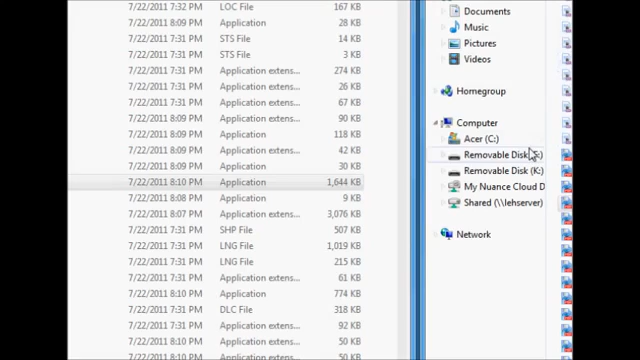 7/22/2011 7:32 PM LOC File 167 KB
7/22/2011 8:09 PM Application 28 KB
7/22/2011 7:31 PM STS File 14 KB
7/22/2011 7:31 PM STS File 3 KB
7/22/2011 7:31 PM Application extens... 274 KB
7/22/2011 7:31 PM Application extens... 26 KB
7/22/2011 7:31 PM Application extens... 67 KB
7/22/2011 8:09 PM Application extens... 90 KB
7/22/2011 8:09 PM Application 118 KB
7/22/2011 8:09 PM Application extens... 42 KB
7/22/2011 8:09 PM Application 30 KB
7/22/2011 8:10 PM Application 1,644 KB
7/22/2011 8:08 PM Application 9 KB
7/22/2011 8:07 PM Application extens... 3,076 KB
7/22/2011 7:31 PM SHP File 507 KB
7/22/2011 7:31 PM LNG File 1,019 KB
7/22/2011 7:31 PM LNG File 215 KB
7/22/2011 7:31 PM Application extens... 61 KB
7/22/2011 8:10 PM Application 774 KB
7/22/2011 8:10 PM DLC File 318 KB
7/22/2011 7:31 PM Application extens... 92 KB
7/22/2011 7:31 PM Application extens... 50 KB
Documents
Music
Pictures
Videos
Homegroup
Computer
Acer (C:)
Removable Disk
Removable Disk (K:)
My Nuance Cloud D
Shared (\\lehserver)
Network